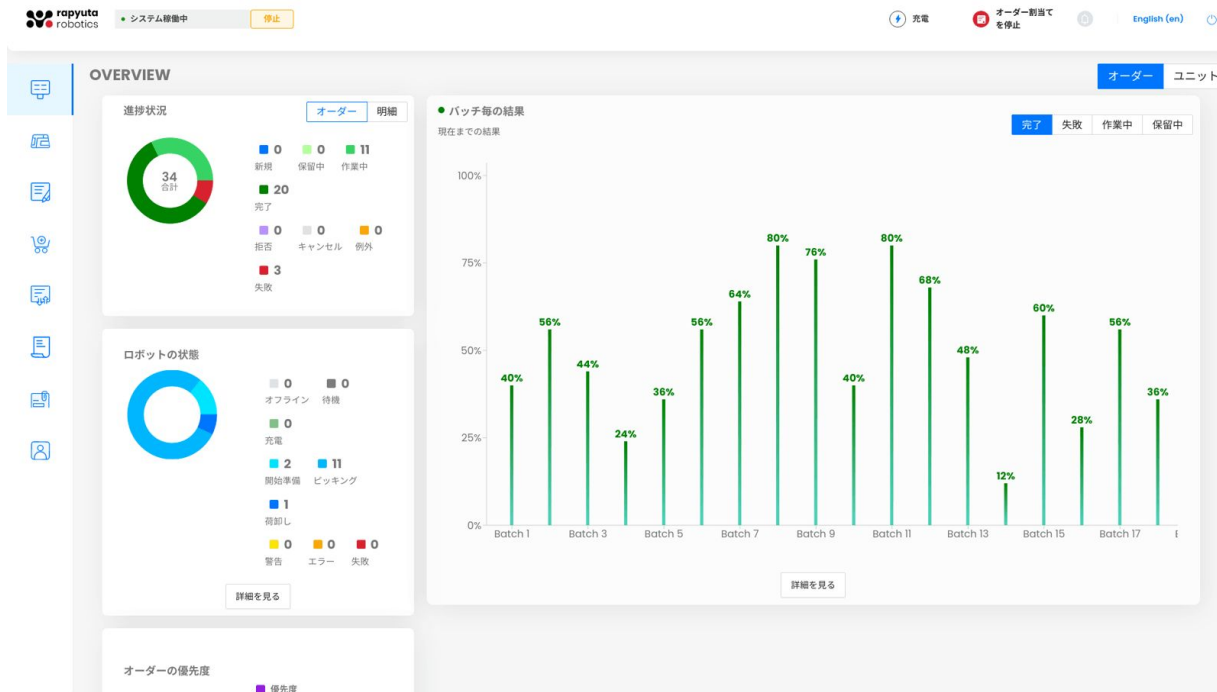 rapyuta
robotics
システム稼働中
停止
充電
オーダー割当て
を停止
English (en)
OVERVIEW
オーダー
ユニット
進捗状況
オーダー
明細
34
合計
0
新規
0
保留中
11
作業中
20
完了
0
拒否
0
キャンセル
0
例外
3
失敗
バッチ毎の結果
現在までの結果
完了
失敗
作業中
保留中
100%
75%
50%
25%
0%
40%
56%
44%
24%
36%
56%
64%
80%
76%
40%
80%
68%
48%
12%
60%
28%
56%
36%
Batch 1
Batch 3
Batch 5
Batch 7
Batch 9
Batch 11
Batch 13
Batch 15
Batch 17
詳細を見る
ロボットの状態
0
オフライン
0
待機
0
充電
2
開始準備
11
ピッキング
1
荷卸し
0
警告
0
エラー
0
失敗
詳細を見る
オーダーの優先度
優先度